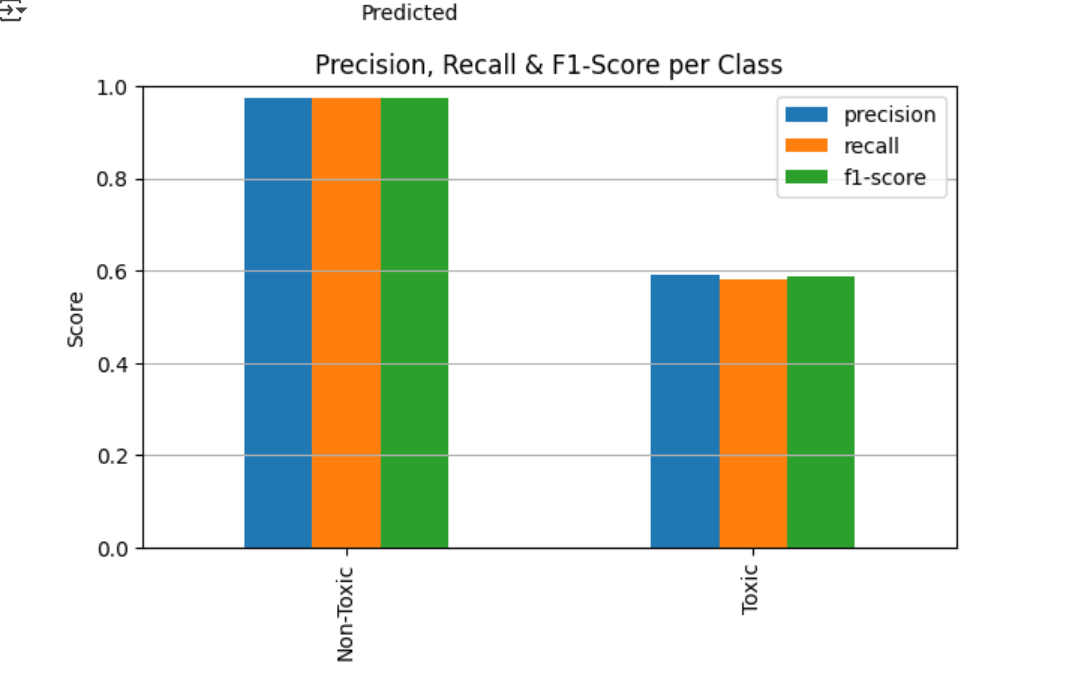 Predicted
Precision, Recall & F1-Score per Class
1.0
0.8
0.6
0.4
0.2
0.0
Score
precision
recall
f1-score
Non-Toxic
Toxic